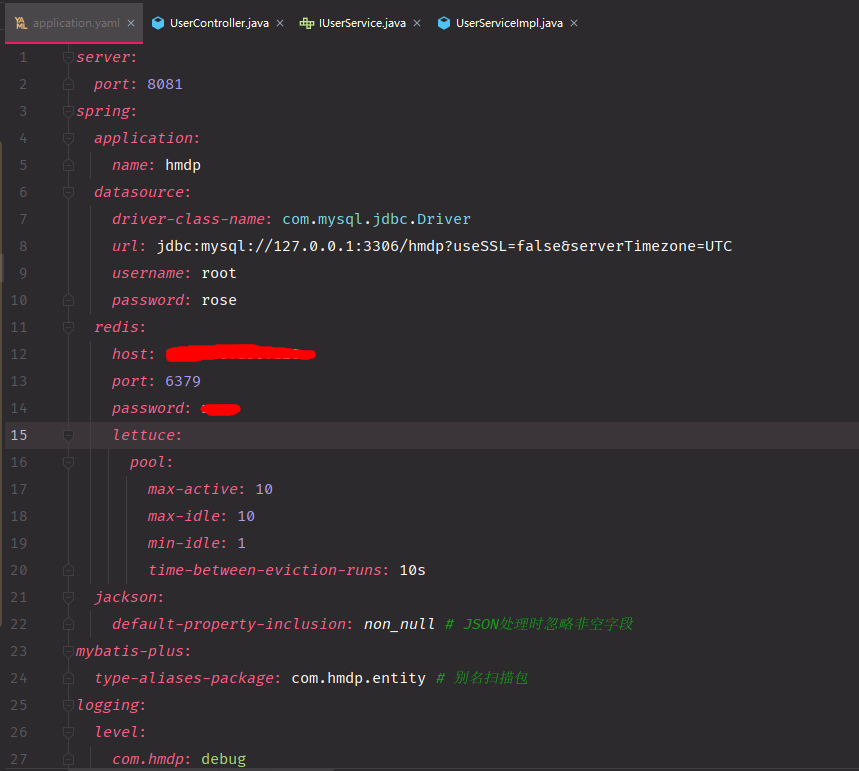 application.yaml UserController.java IUserService.java UserServiceImpl.java
1 server:
2   port: 8081
3 spring:
4   application:
5     name: hmdp
6   datasource:
7     driver-class-name: com.mysql.jdbc.Driver
8     url: jdbc:mysql://127.0.0.1:3306/hmdp?useSSL=false&serverTimezone=UTC
9     username: root
10     password: rose
11   redis:
12     host:
13     port: 6379
14     password:
15     lettuce:
16       pool:
17         max-active: 10
18         max-idle: 10
19         min-idle: 1
20         time-between-eviction-runs: 10s
21   jackson:
22     default-property-inclusion: non_null # JSON处理时忽略非空字段
23 mybatis-plus:
24   type-aliases-package: com.hmdp.entity # 别名扫描包
25 logging:
26   level:
27     com.hmdp: debug